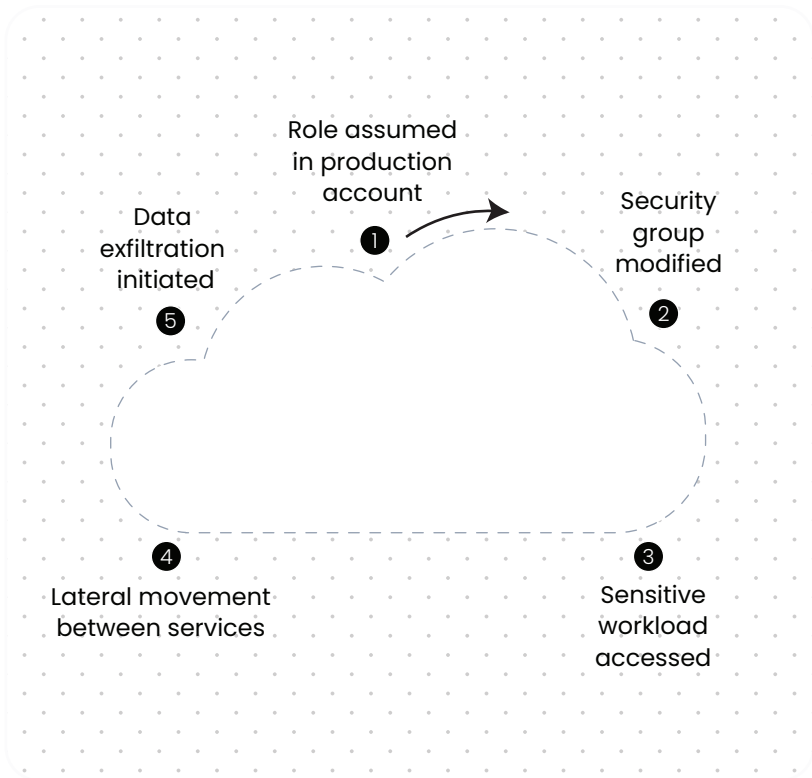 Role assumed
in production
account
1
Security
group
modified
2
3
Sensitive
workload
accessed
4
Lateral movement
between services
Data
exfiltration
initiated
5